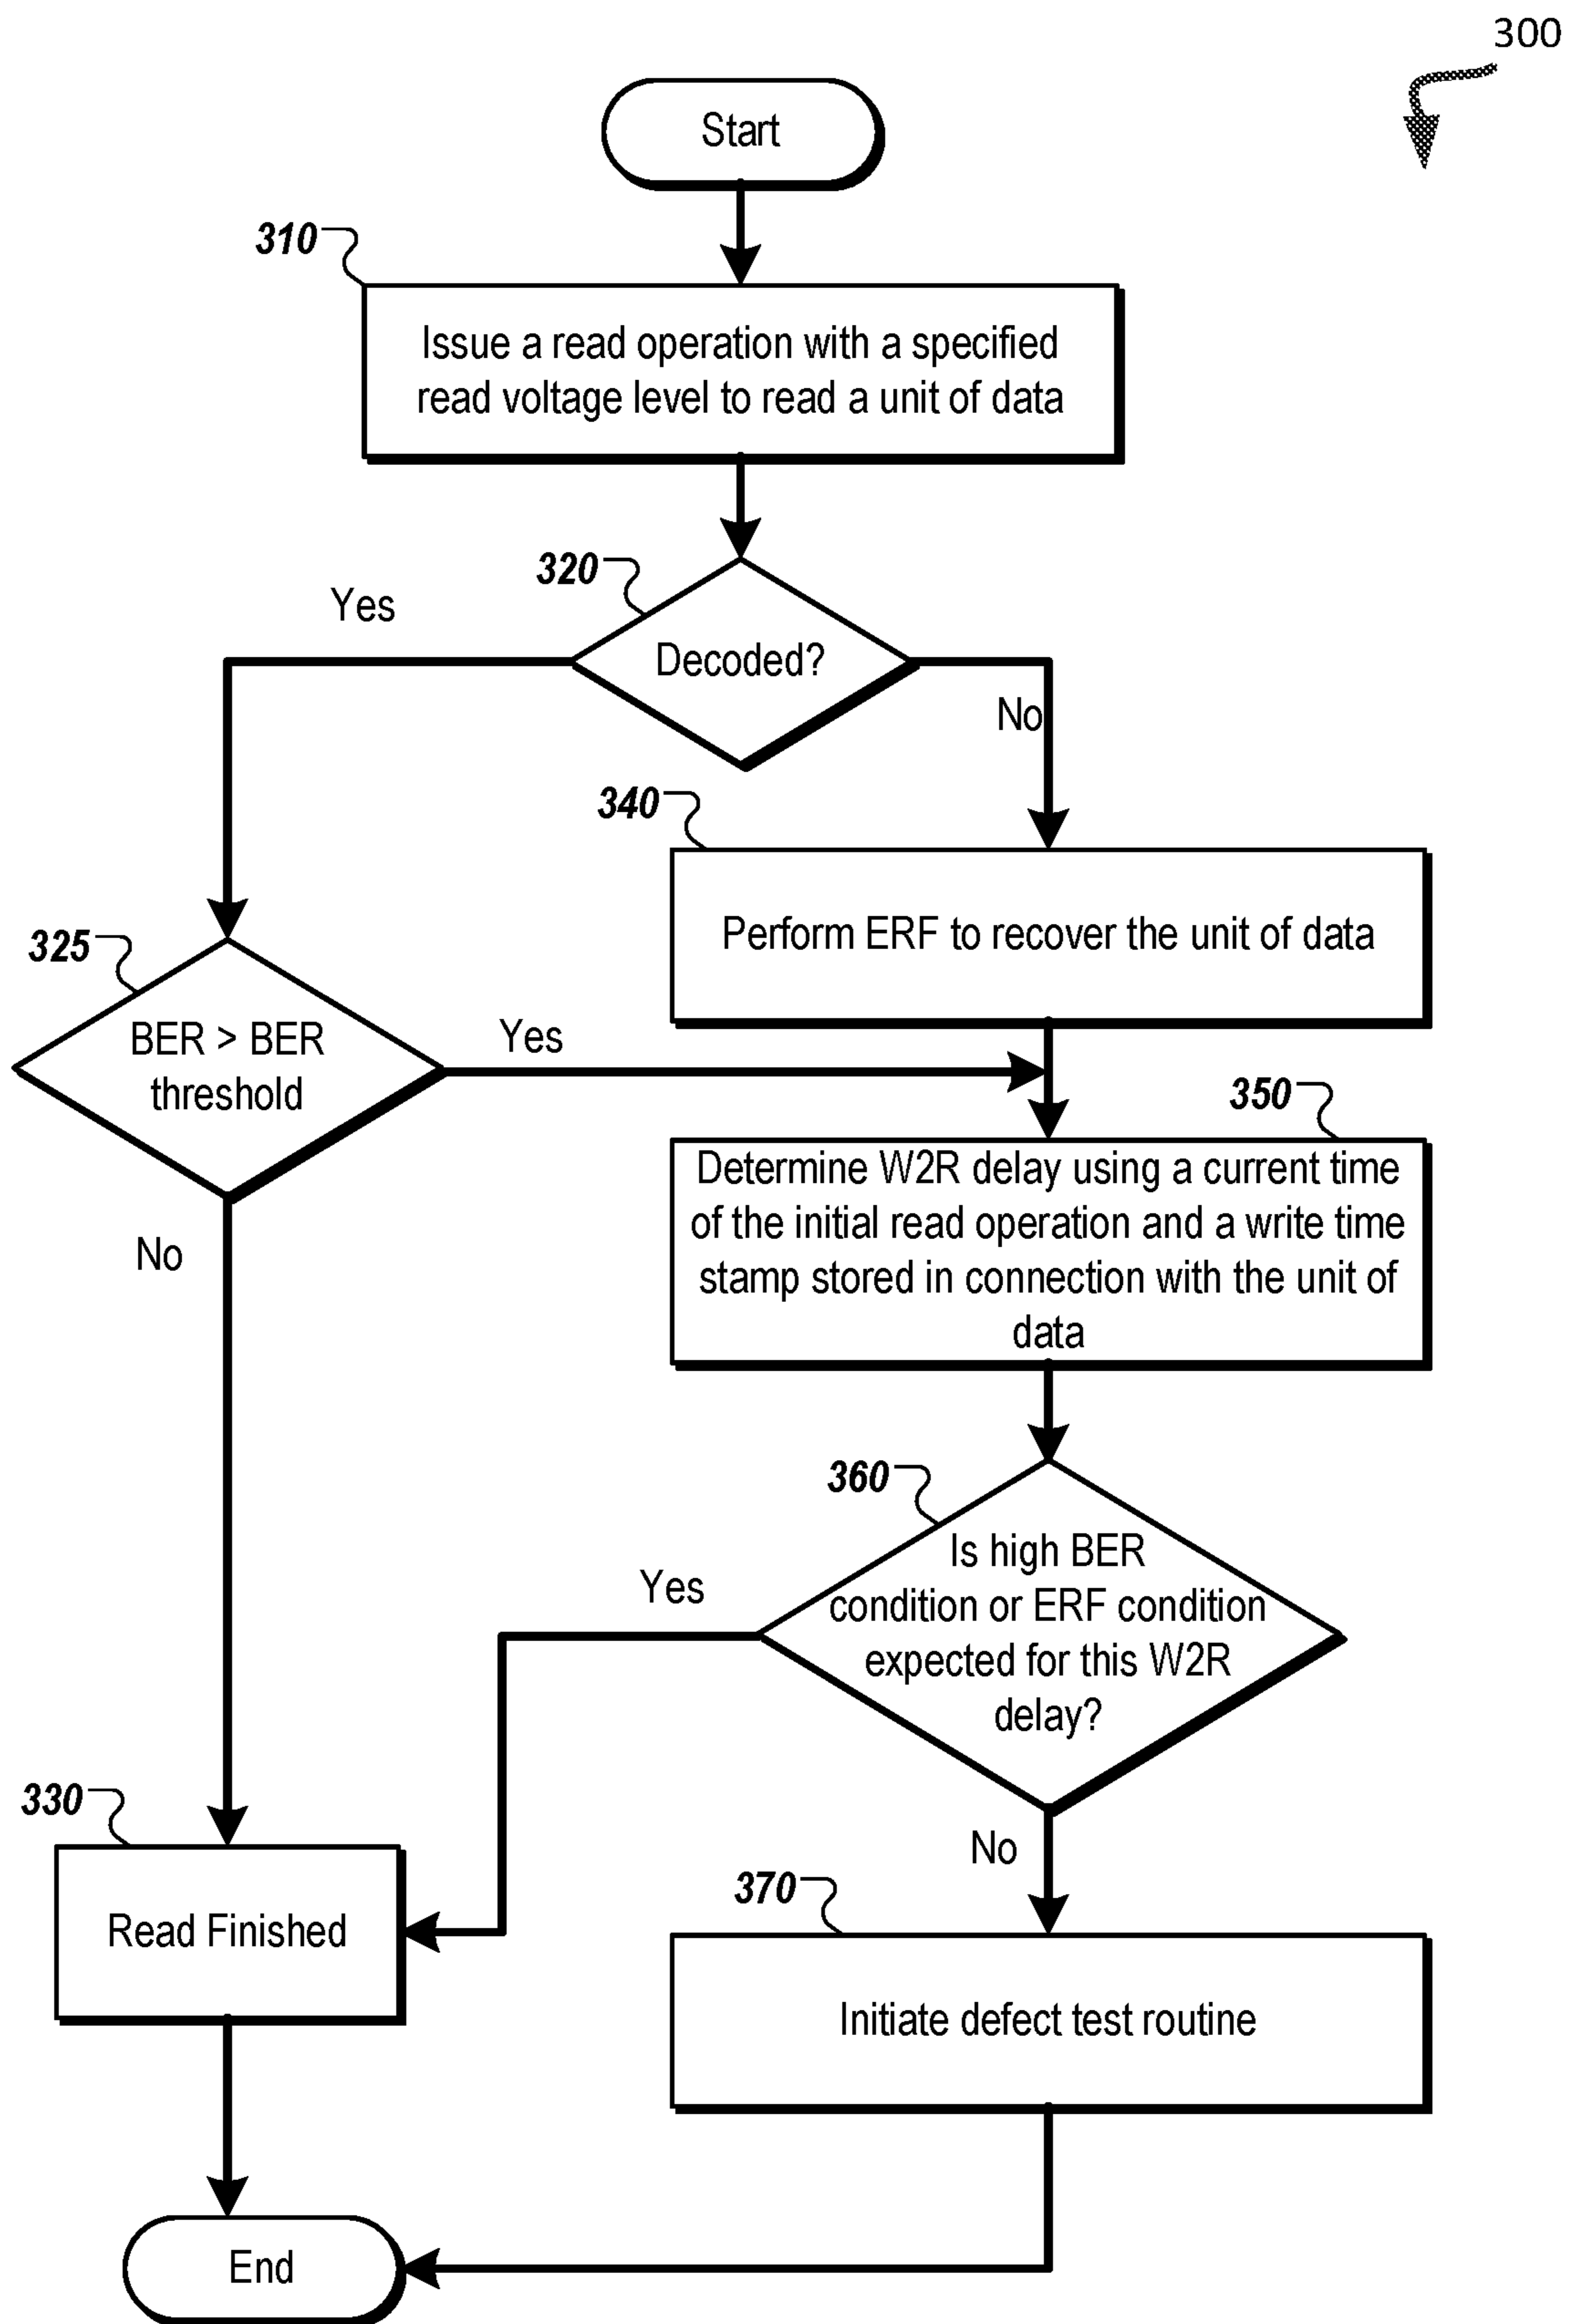 300
Start
310
Issue a read operation with a specified
read voltage level to read a unit of data
320
Yes
Decoded?
No
340
Perform ERF to recover the unit of data
325
BER > BER
threshold
Yes
350
Determine W2R delay using a current time
of the initial read operation and a write time
stamp stored in connection with the unit of
data
No
360
Is high BER
condition or ERF condition
expected for this W2R
delay?
Yes
330
Read Finished
No
370
Initiate defect test routine
End